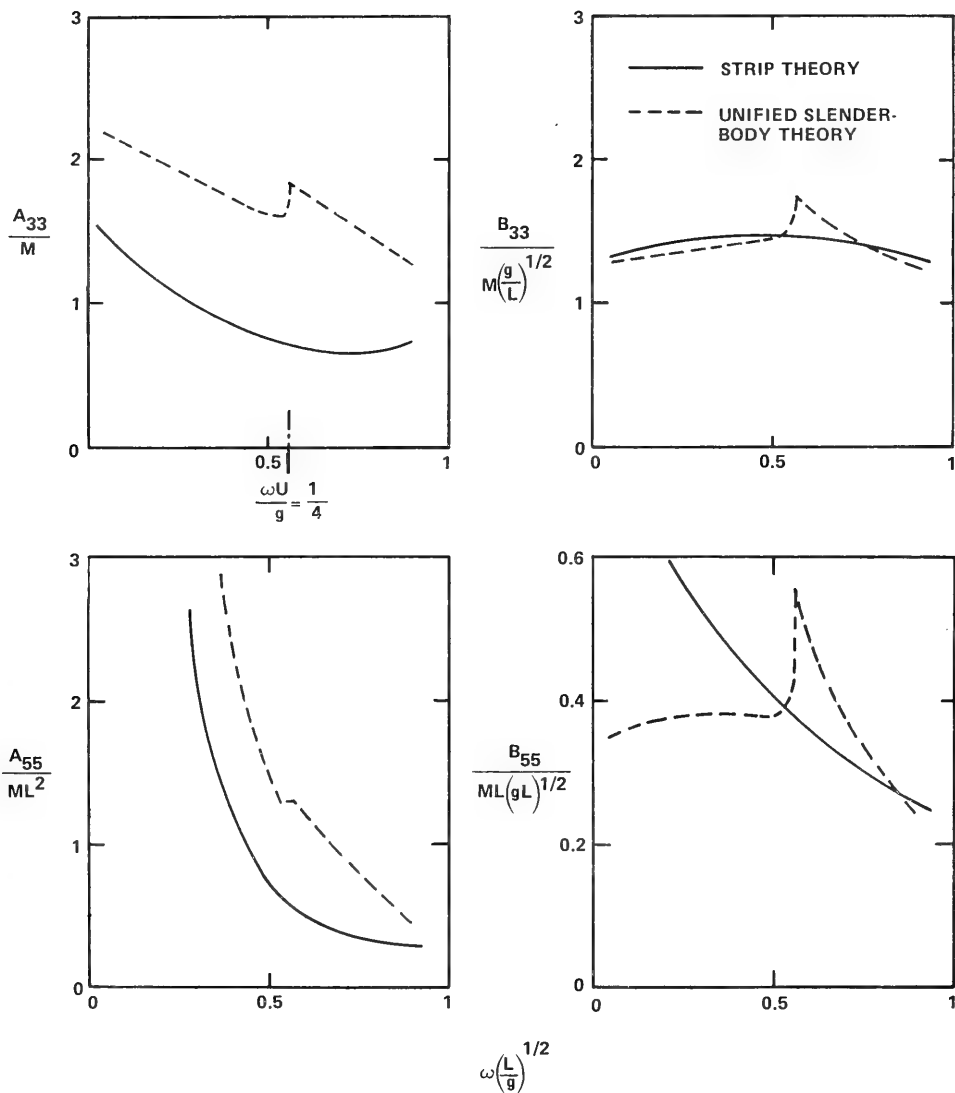 3
2
A33
M
1
0
0.5
1
ωU/g = 1/4
3
STRIP THEORY
UNIFIED SLENDER-
BODY THEORY
2
B33
M(g/L)^1/2
1
0
0
0.5
1
3
2
A55
ML²
1
0
0
0.5
1
0.6
0.4
B55
ML(gL)^1/2
0.2
0
0
0.5
1
ω(L/g)^1/2